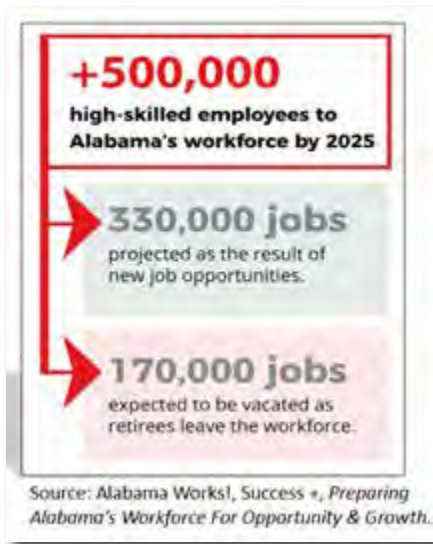 +500,000
high-skilled employees to
Alabama's workforce by 2025
330,000 jobs
projected as the result of
new job opportunities.
170,000 jobs
expected to be vacated as
retirees leave the workforce.
Source: Alabama Works!, Success +, Preparing
Alabama's Workforce For Opportunity & Growth.